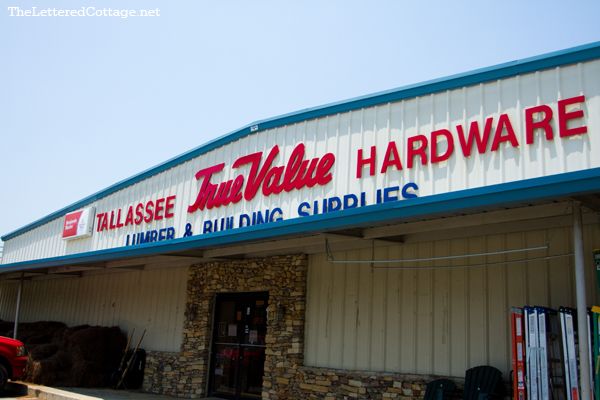 TheLetteredCottage.net
TALLASSEE True Value HARDWARE
LUMBER & BUILDING SUPPLIES